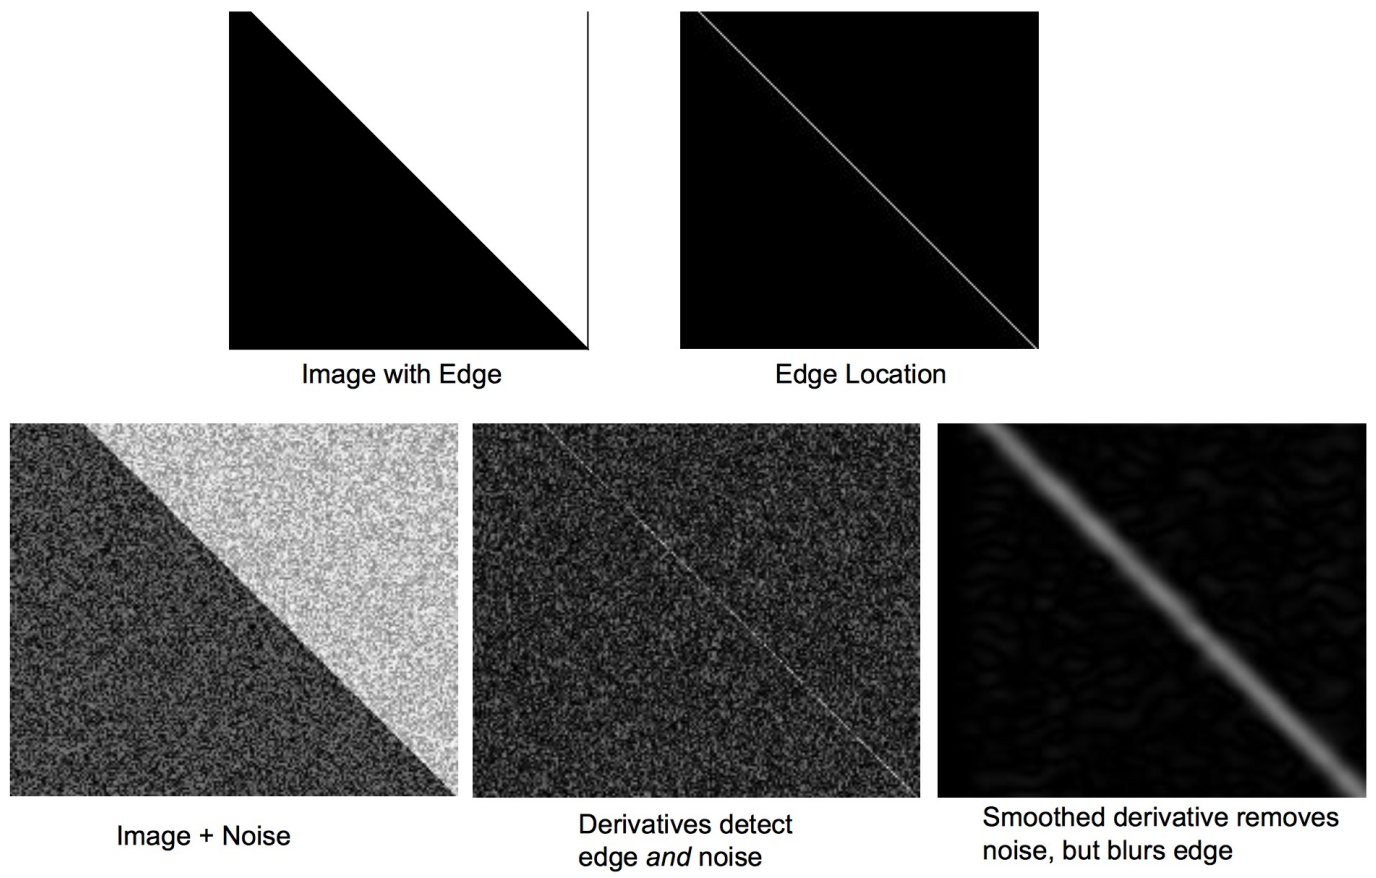 Image with Edge
Edge Location
Image + Noise
Derivatives detect
edge and noise
Smoothed derivative removes
noise, but blurs edge